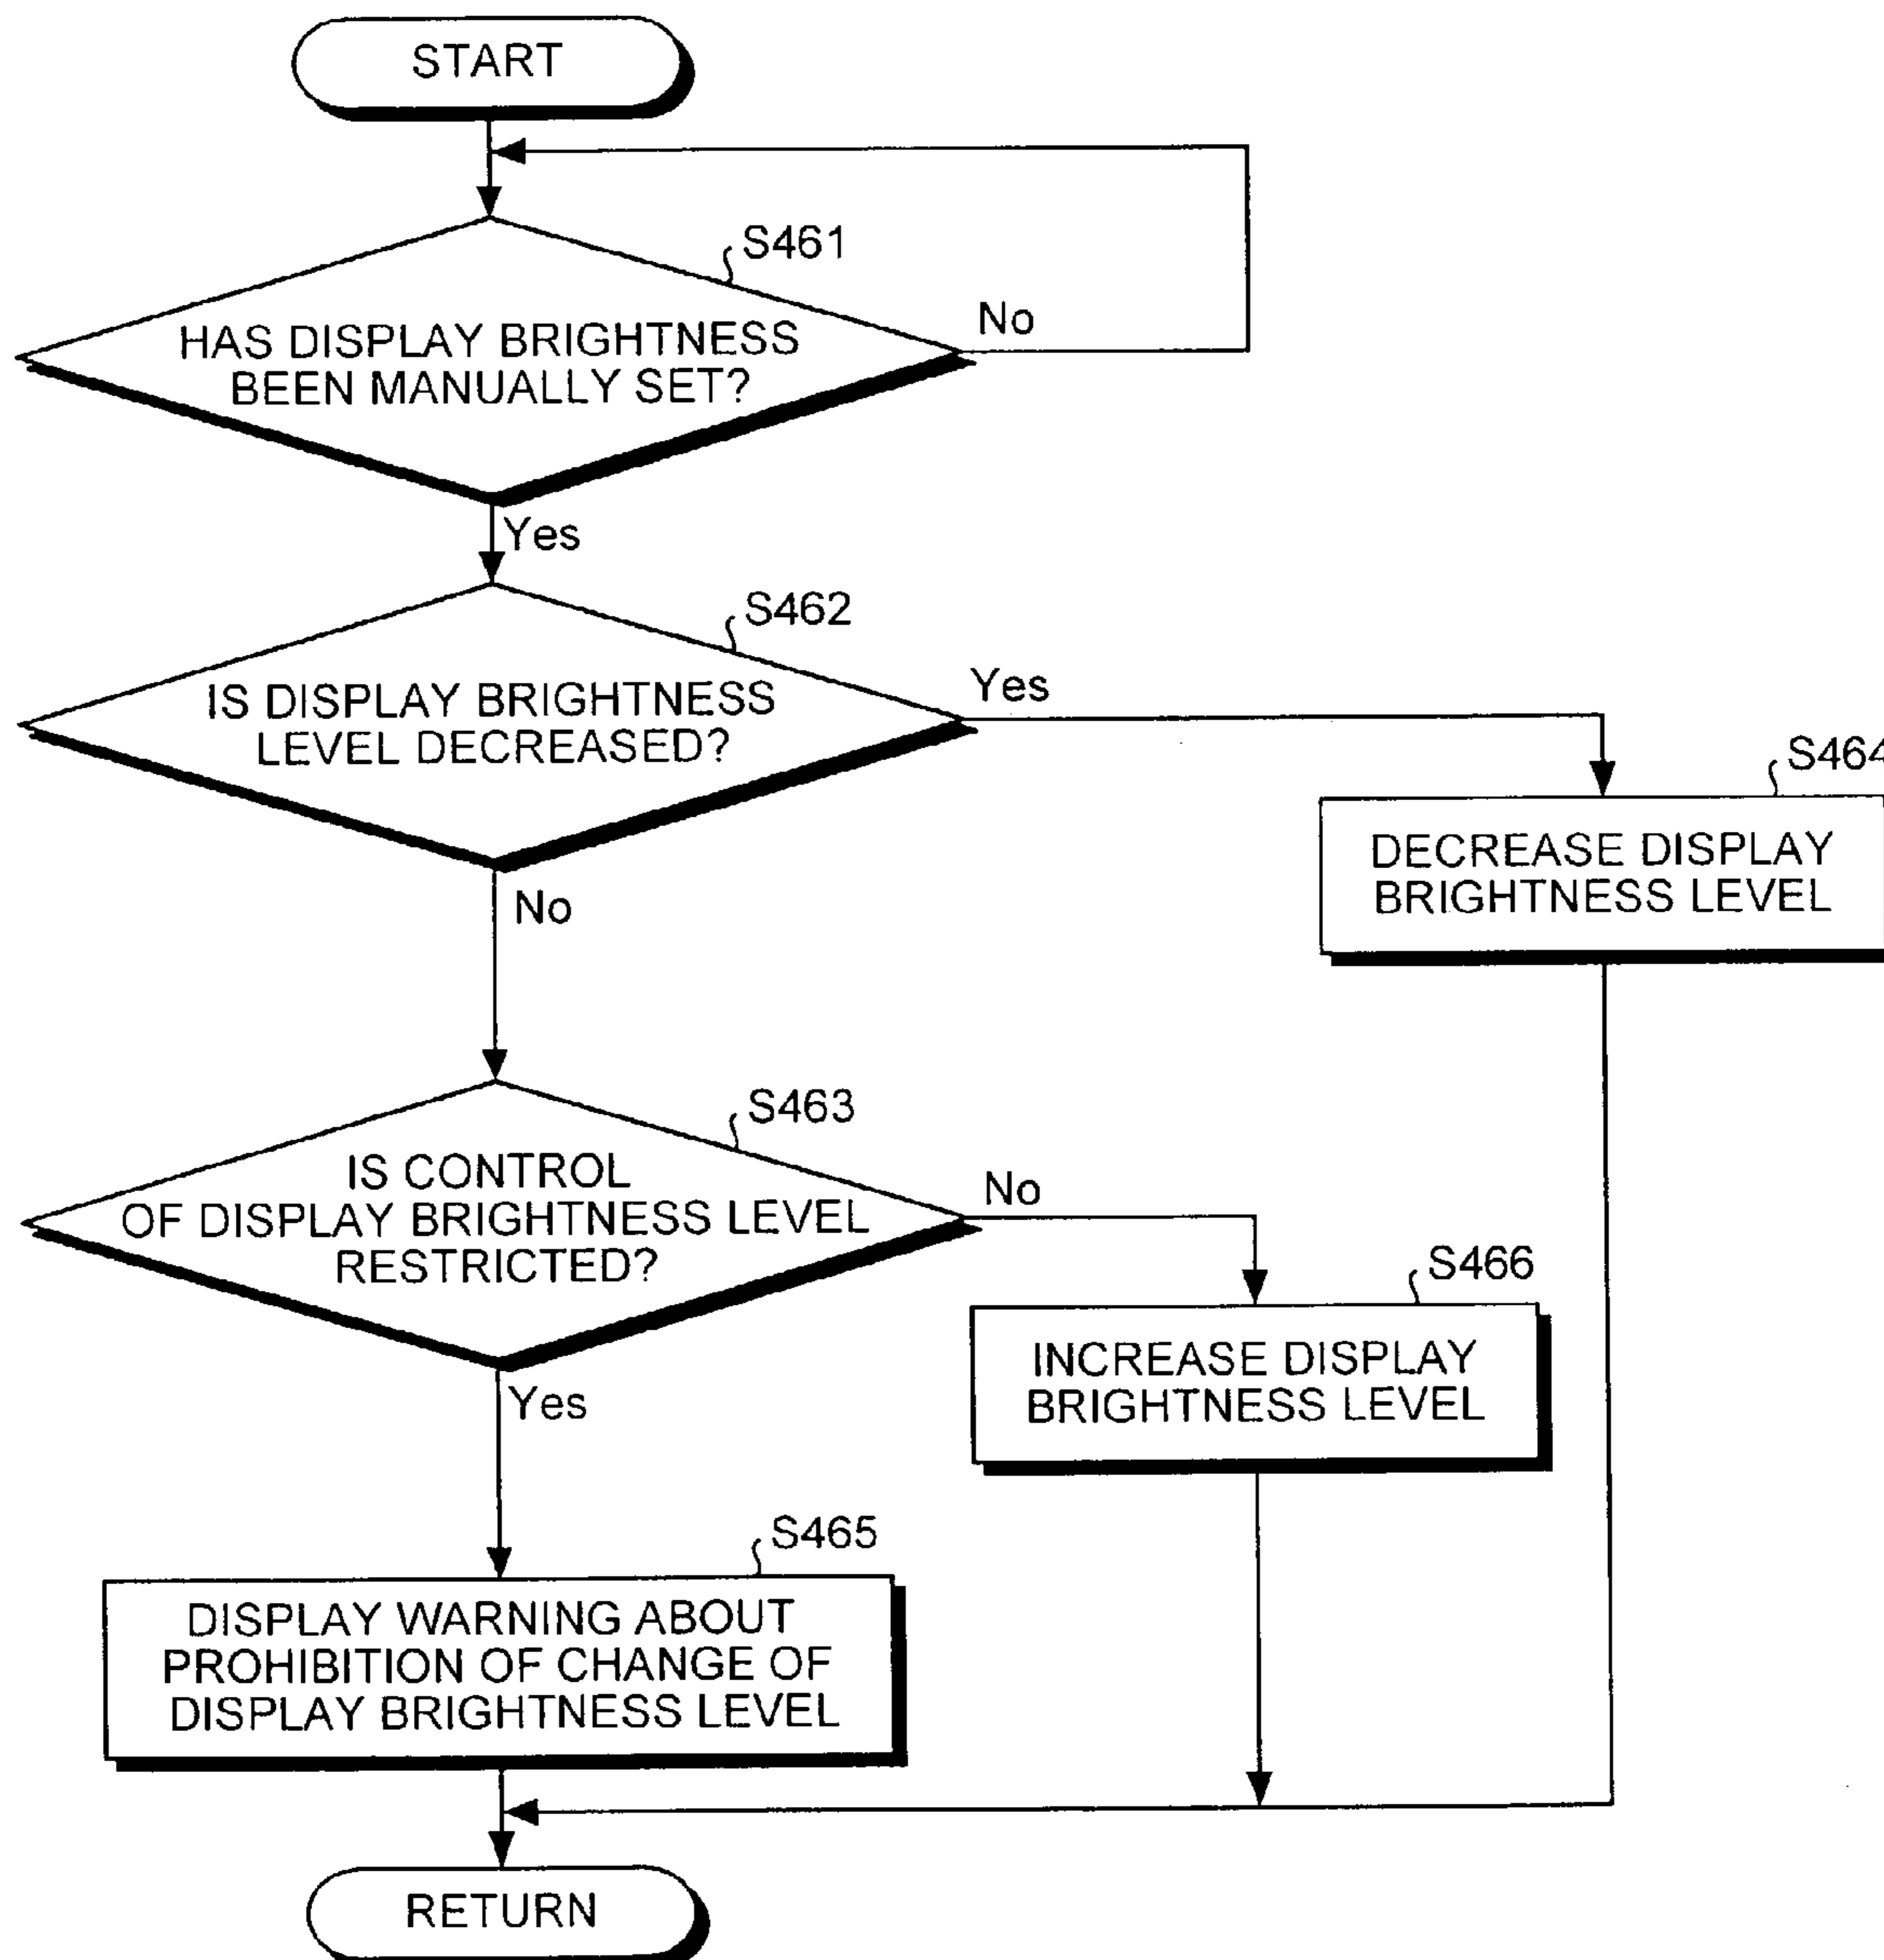 START
S461
HAS DISPLAY BRIGHTNESS
BEEN MANUALLY SET?
No
Yes
S462
IS DISPLAY BRIGHTNESS
LEVEL DECREASED?
Yes
No
S464
DECREASE DISPLAY
BRIGHTNESS LEVEL
S463
IS CONTROL
OF DISPLAY BRIGHTNESS LEVEL
RESTRICTED?
No
Yes
S466
INCREASE DISPLAY
BRIGHTNESS LEVEL
S465
DISPLAY WARNING ABOUT
PROHIBITION OF CHANGE OF
DISPLAY BRIGHTNESS LEVEL
RETURN